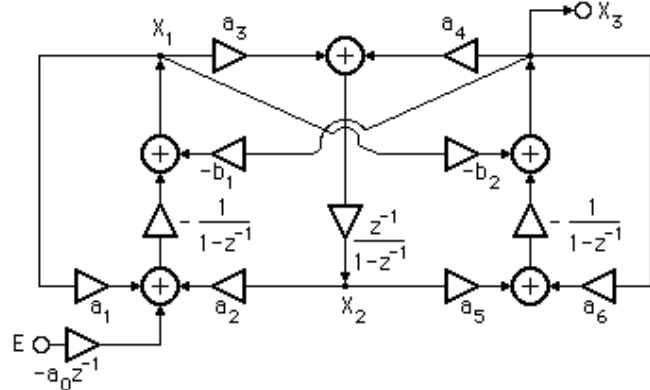 X₁ a₃ + a₄ X₃
+ -b₁ -b₂ +
- 1/(1-z⁻¹) z⁻¹/(1-z⁻¹) - 1/(1-z⁻¹)
a₁ + a₂ X₂ a₅ + a₆
E -a₀z⁻¹